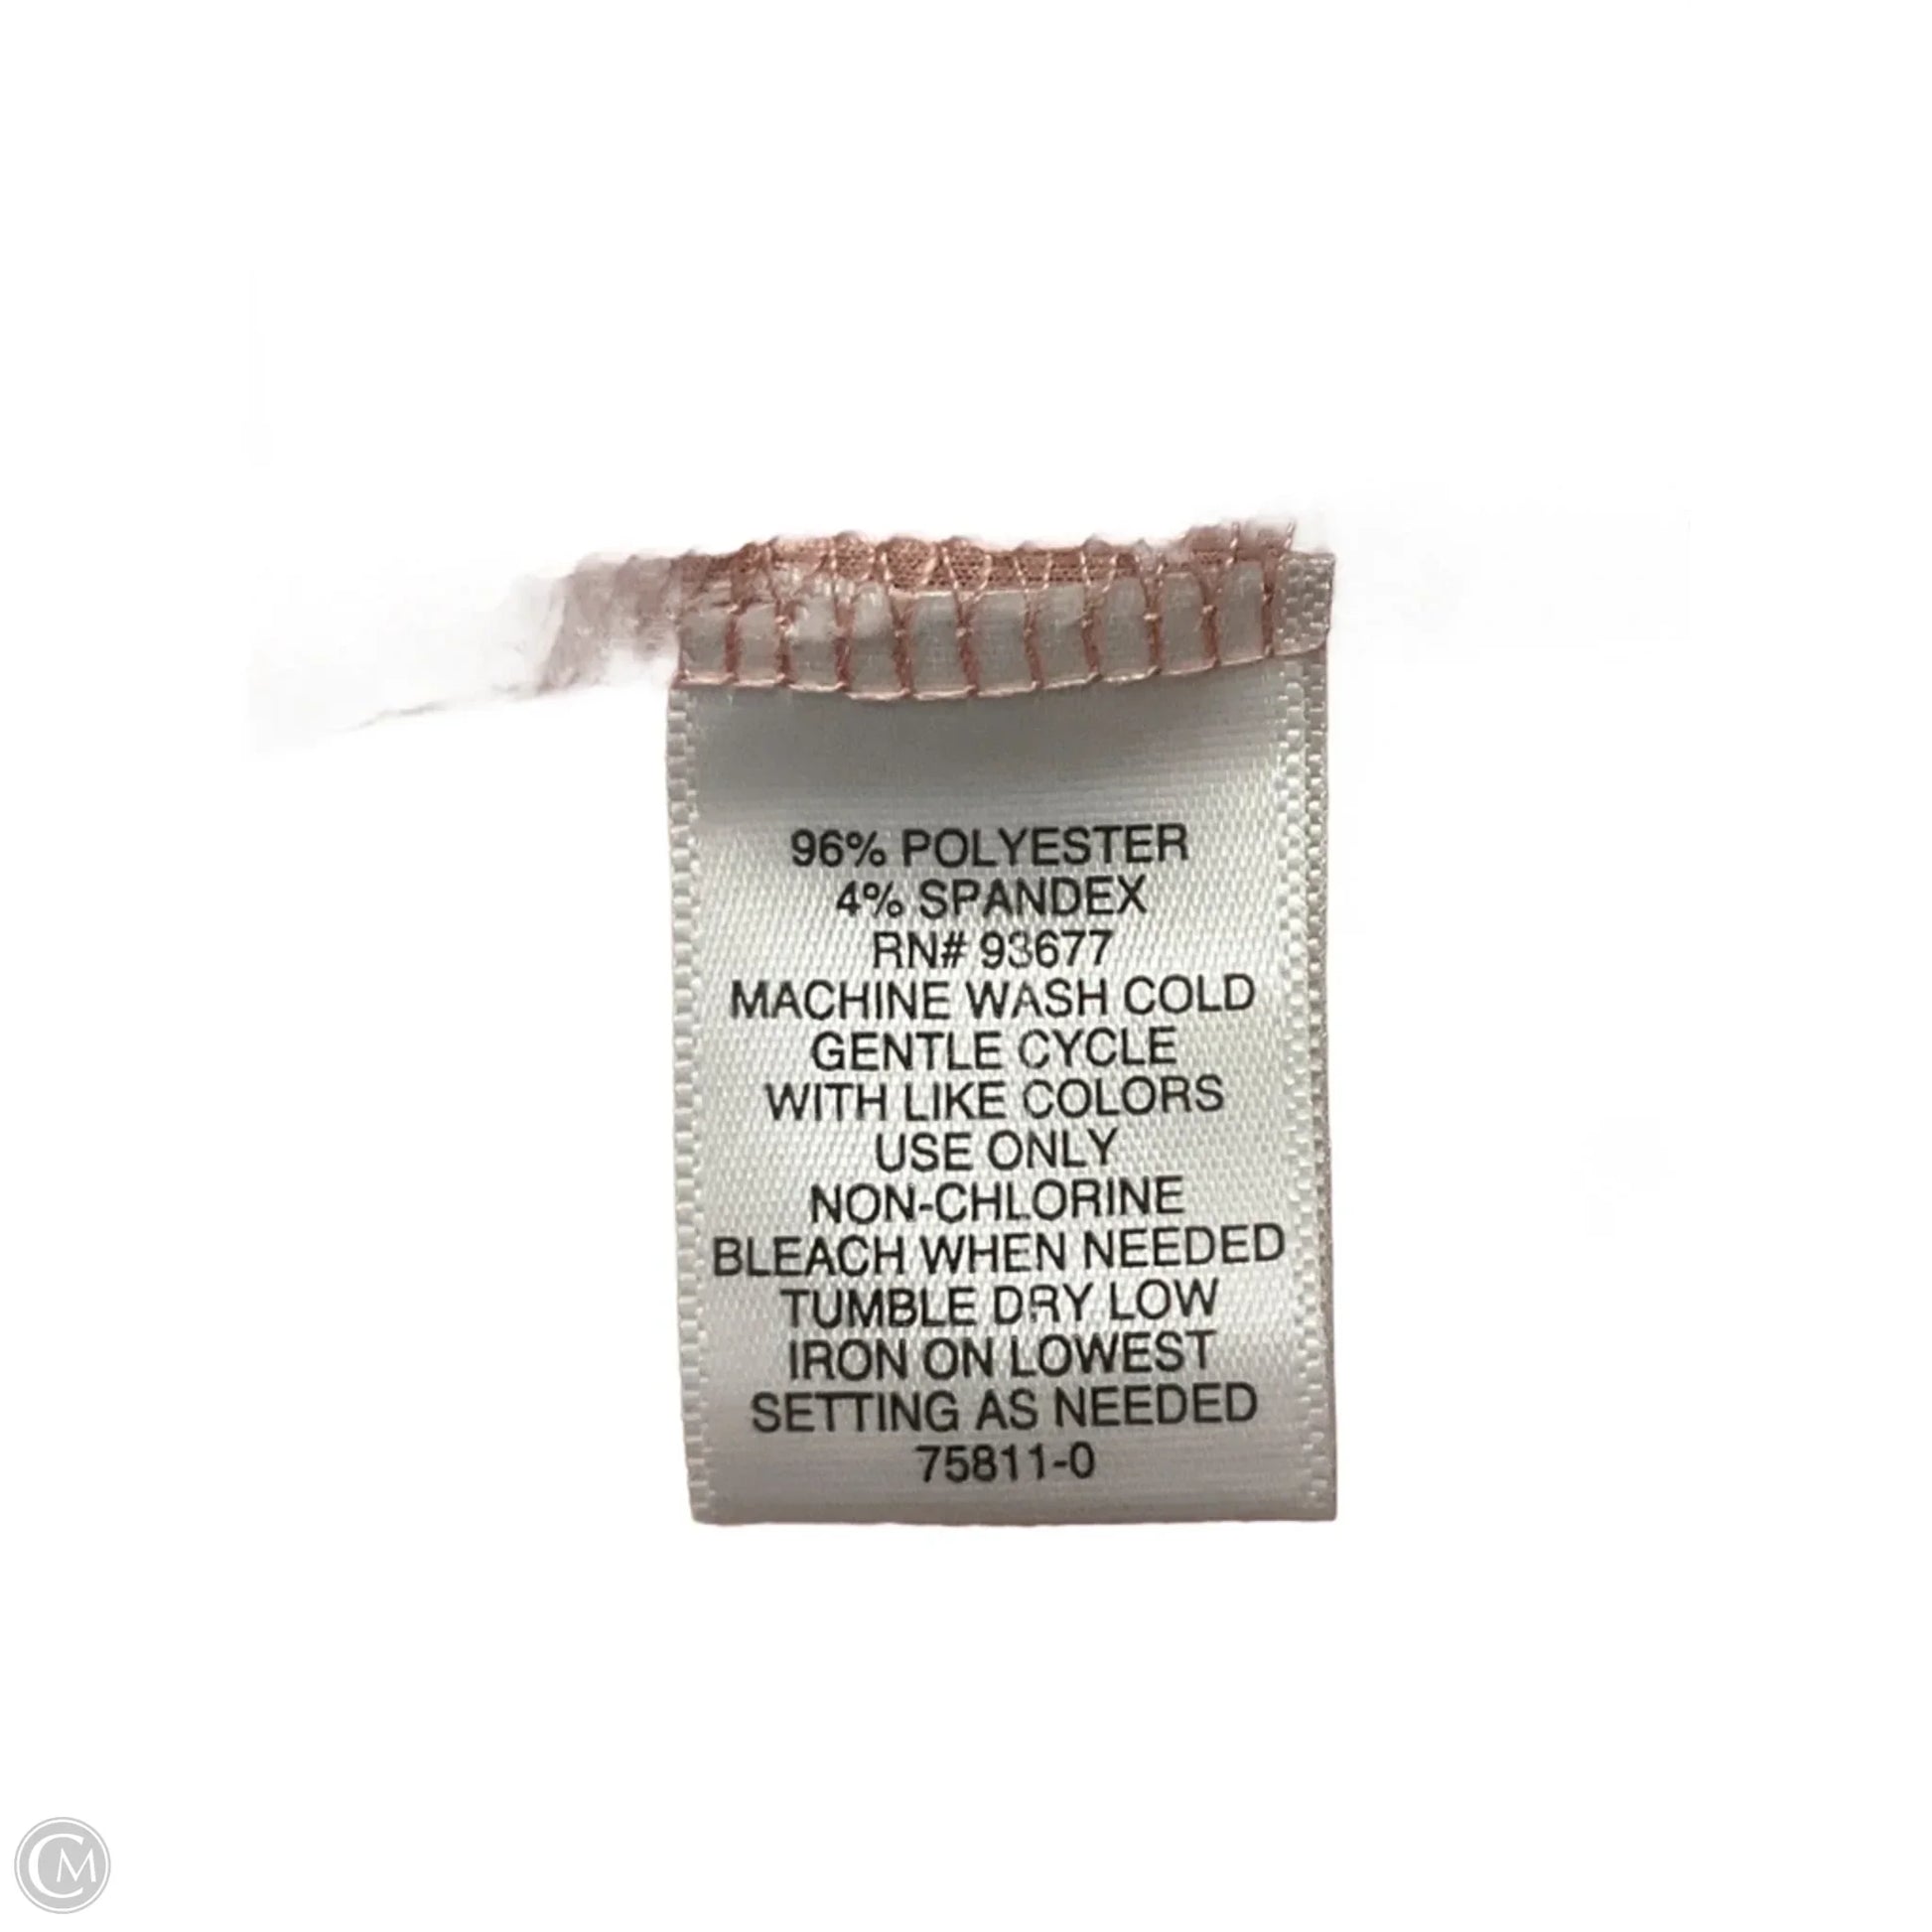 96% POLYESTER
4% SPANDEX
RN# 93677
MACHINE WASH COLD
GENTLE CYCLE
WITH LIKE COLORS
USE ONLY
NON-CHLORINE
BLEACH WHEN NEEDED
TUMBLE DRY LOW
IRON ON LOWEST
SETTING AS NEEDED
75811-0
CM